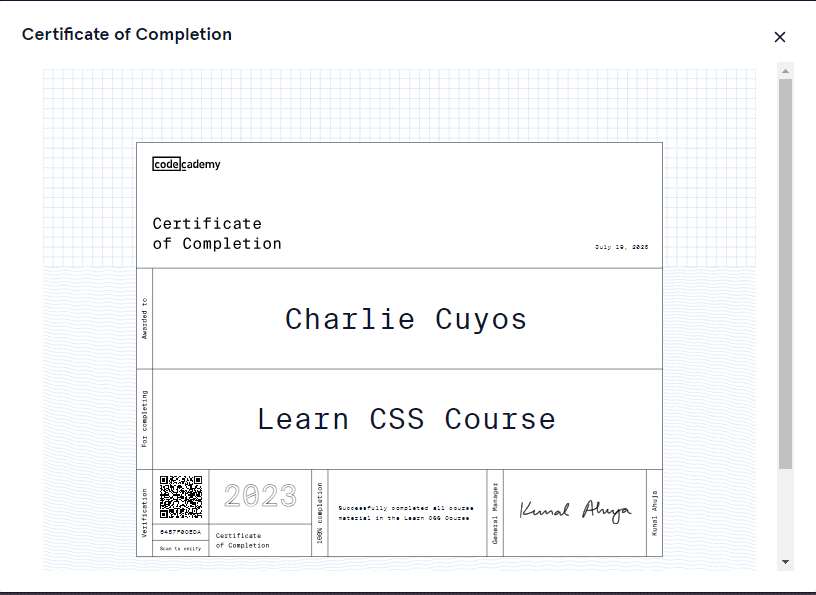 Certificate of Completion
codecademy
Certificate
of Completion
July 19, 2023
Awarded to
Charlie Cuyos
For completing
Learn CSS Course
Verification
Scan to verify
2023
Certificate
of Completion
100% completion
Successfully completed all course
material in the Learn CSS Course
General Manager
Kunal Ahuja
Kunal Ahuja